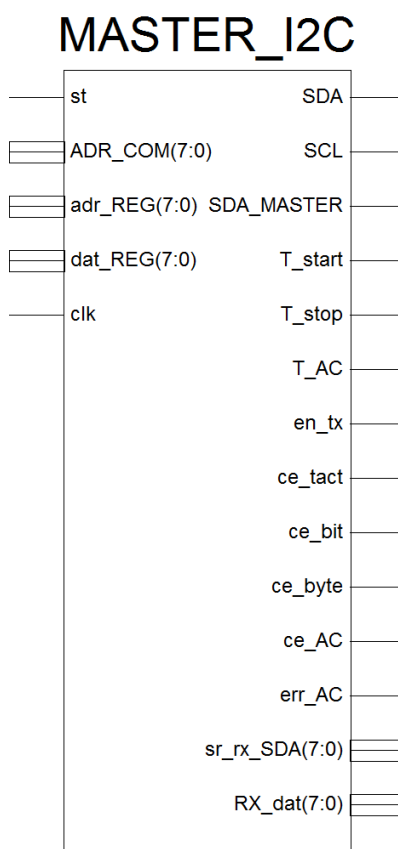 MASTER_I2C
st SDA
ADR_COM(7:0) SCL
adr_REG(7:0) SDA_MASTER
dat_REG(7:0) T_start
clk T_stop
T_AC
en_tx
ce_tact
ce_bit
ce_byte
ce_AC
err_AC
sr_rx_SDA(7:0)
RX_dat(7:0)